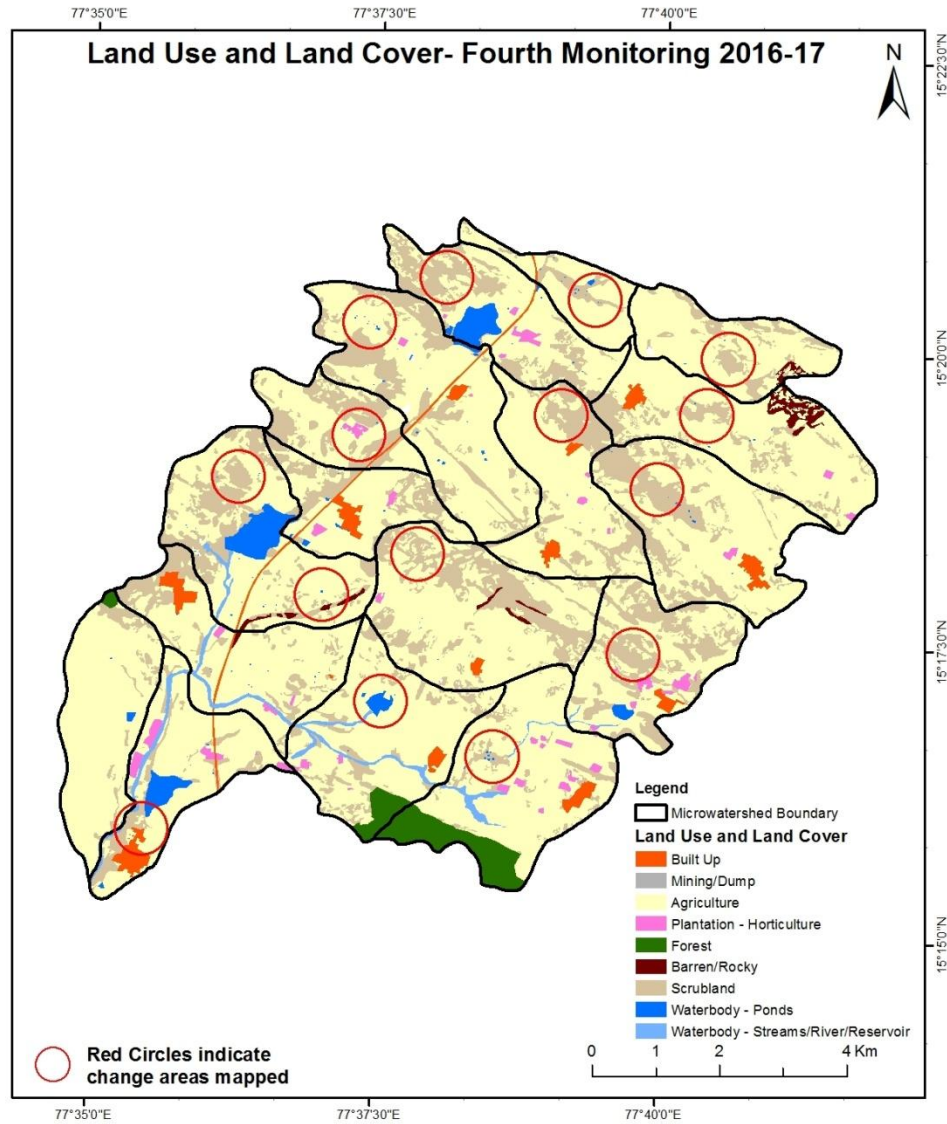 77°35'0"E
77°37'30"E
77°40'0"E
Land Use and Land Cover- Fourth Monitoring 2016-17
N
15°22'30"N
15°20'0"N
15°17'30"N
15°15'0"N
Legend
Microwatershed Boundary
Land Use and Land Cover
Built Up
Mining/Dump
Agriculture
Plantation - Horticulture
Forest
Barren/Rocky
Scrubland
Waterbody - Ponds
Waterbody - Streams/River/Reservoir
Red Circles indicate
change areas mapped
0 1 2 4 Km
77°35'0"E
77°37'30"E
77°40'0"E